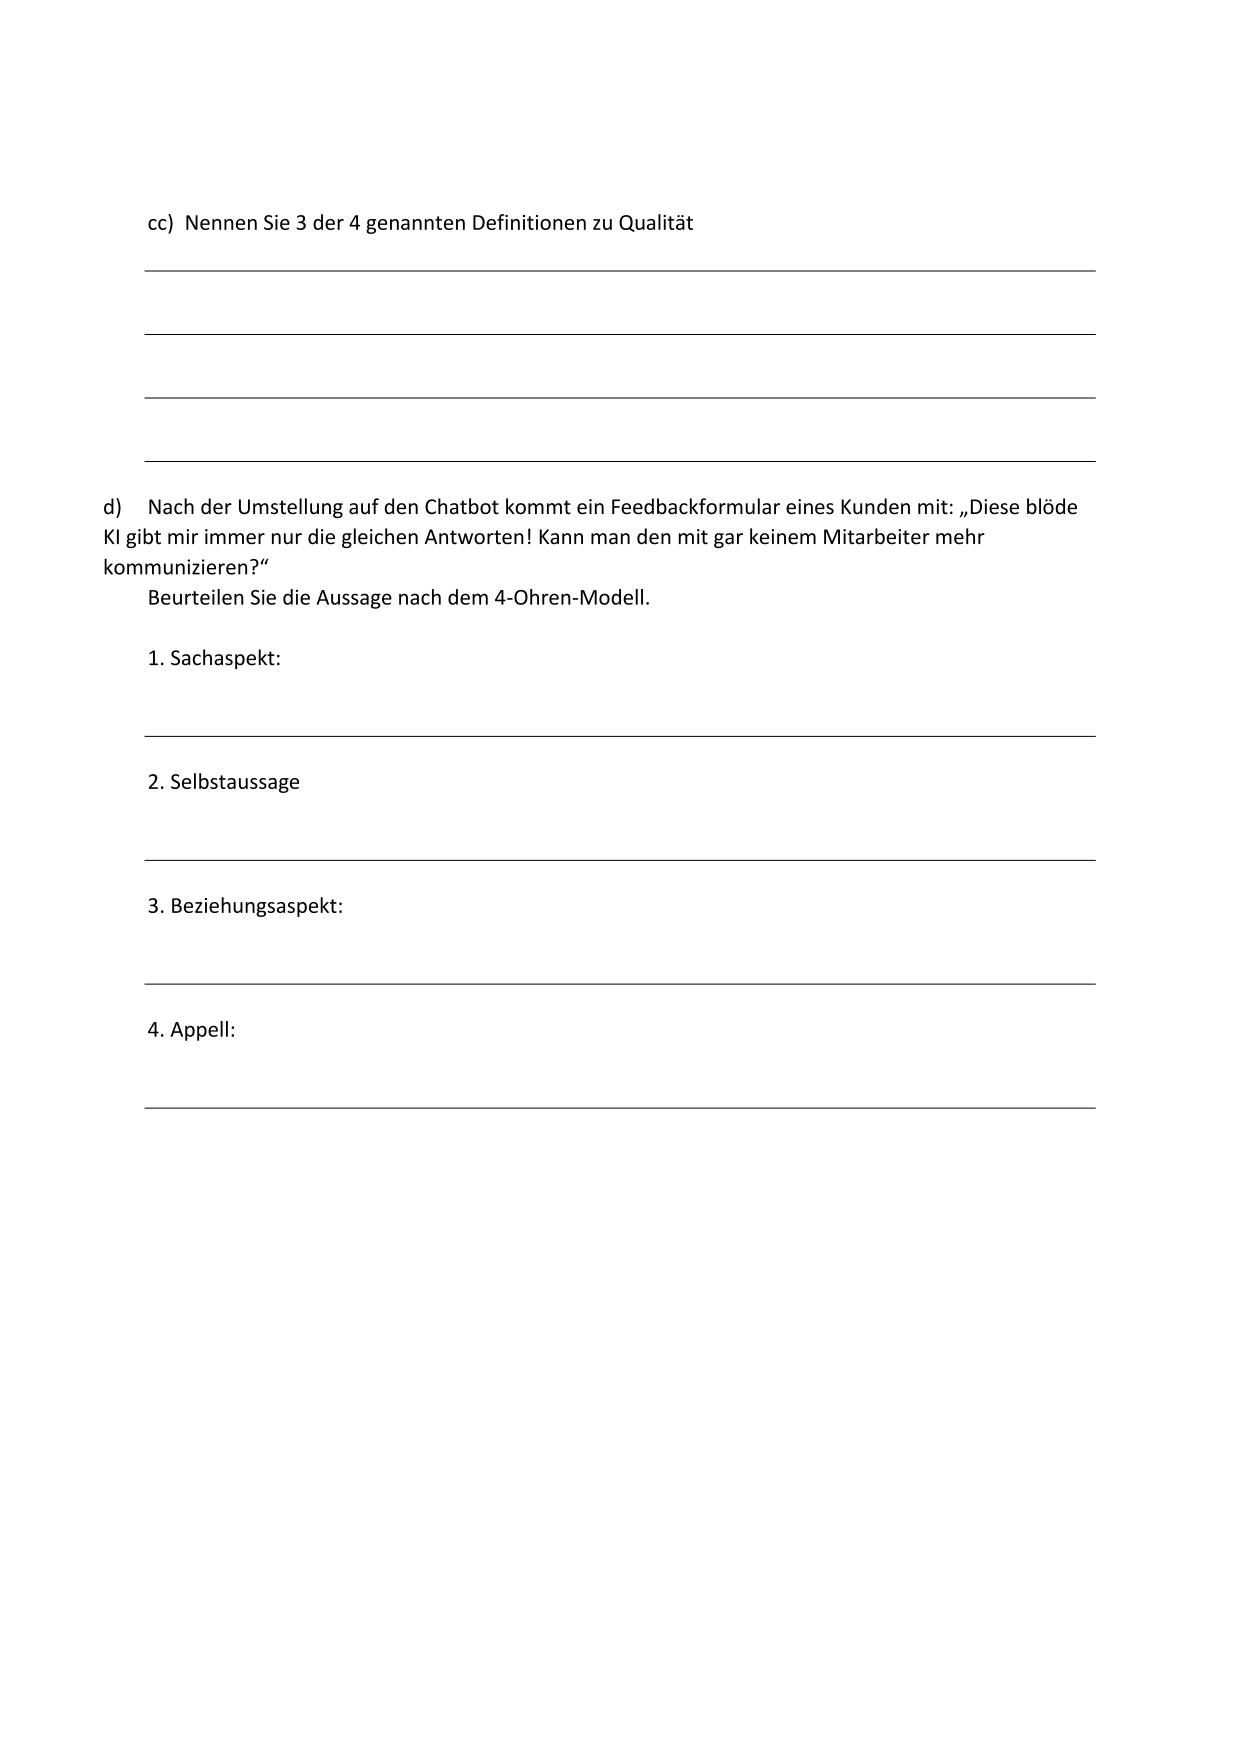 cc) Nennen Sie 3 der 4 genannten Definitionen zu Qualität
d) Nach der Umstellung auf den Chatbot kommt ein Feedbackformular eines Kunden mit: „Diese blöde
KI gibt mir immer nur die gleichen Antworten! Kann man den mit gar keinem Mitarbeiter mehr
kommunizieren?“
Beurteilen Sie die Aussage nach dem 4-Ohren-Modell.
1. Sachaspekt:
2. Selbstaussage
3. Beziehungsaspekt:
4. Appell: